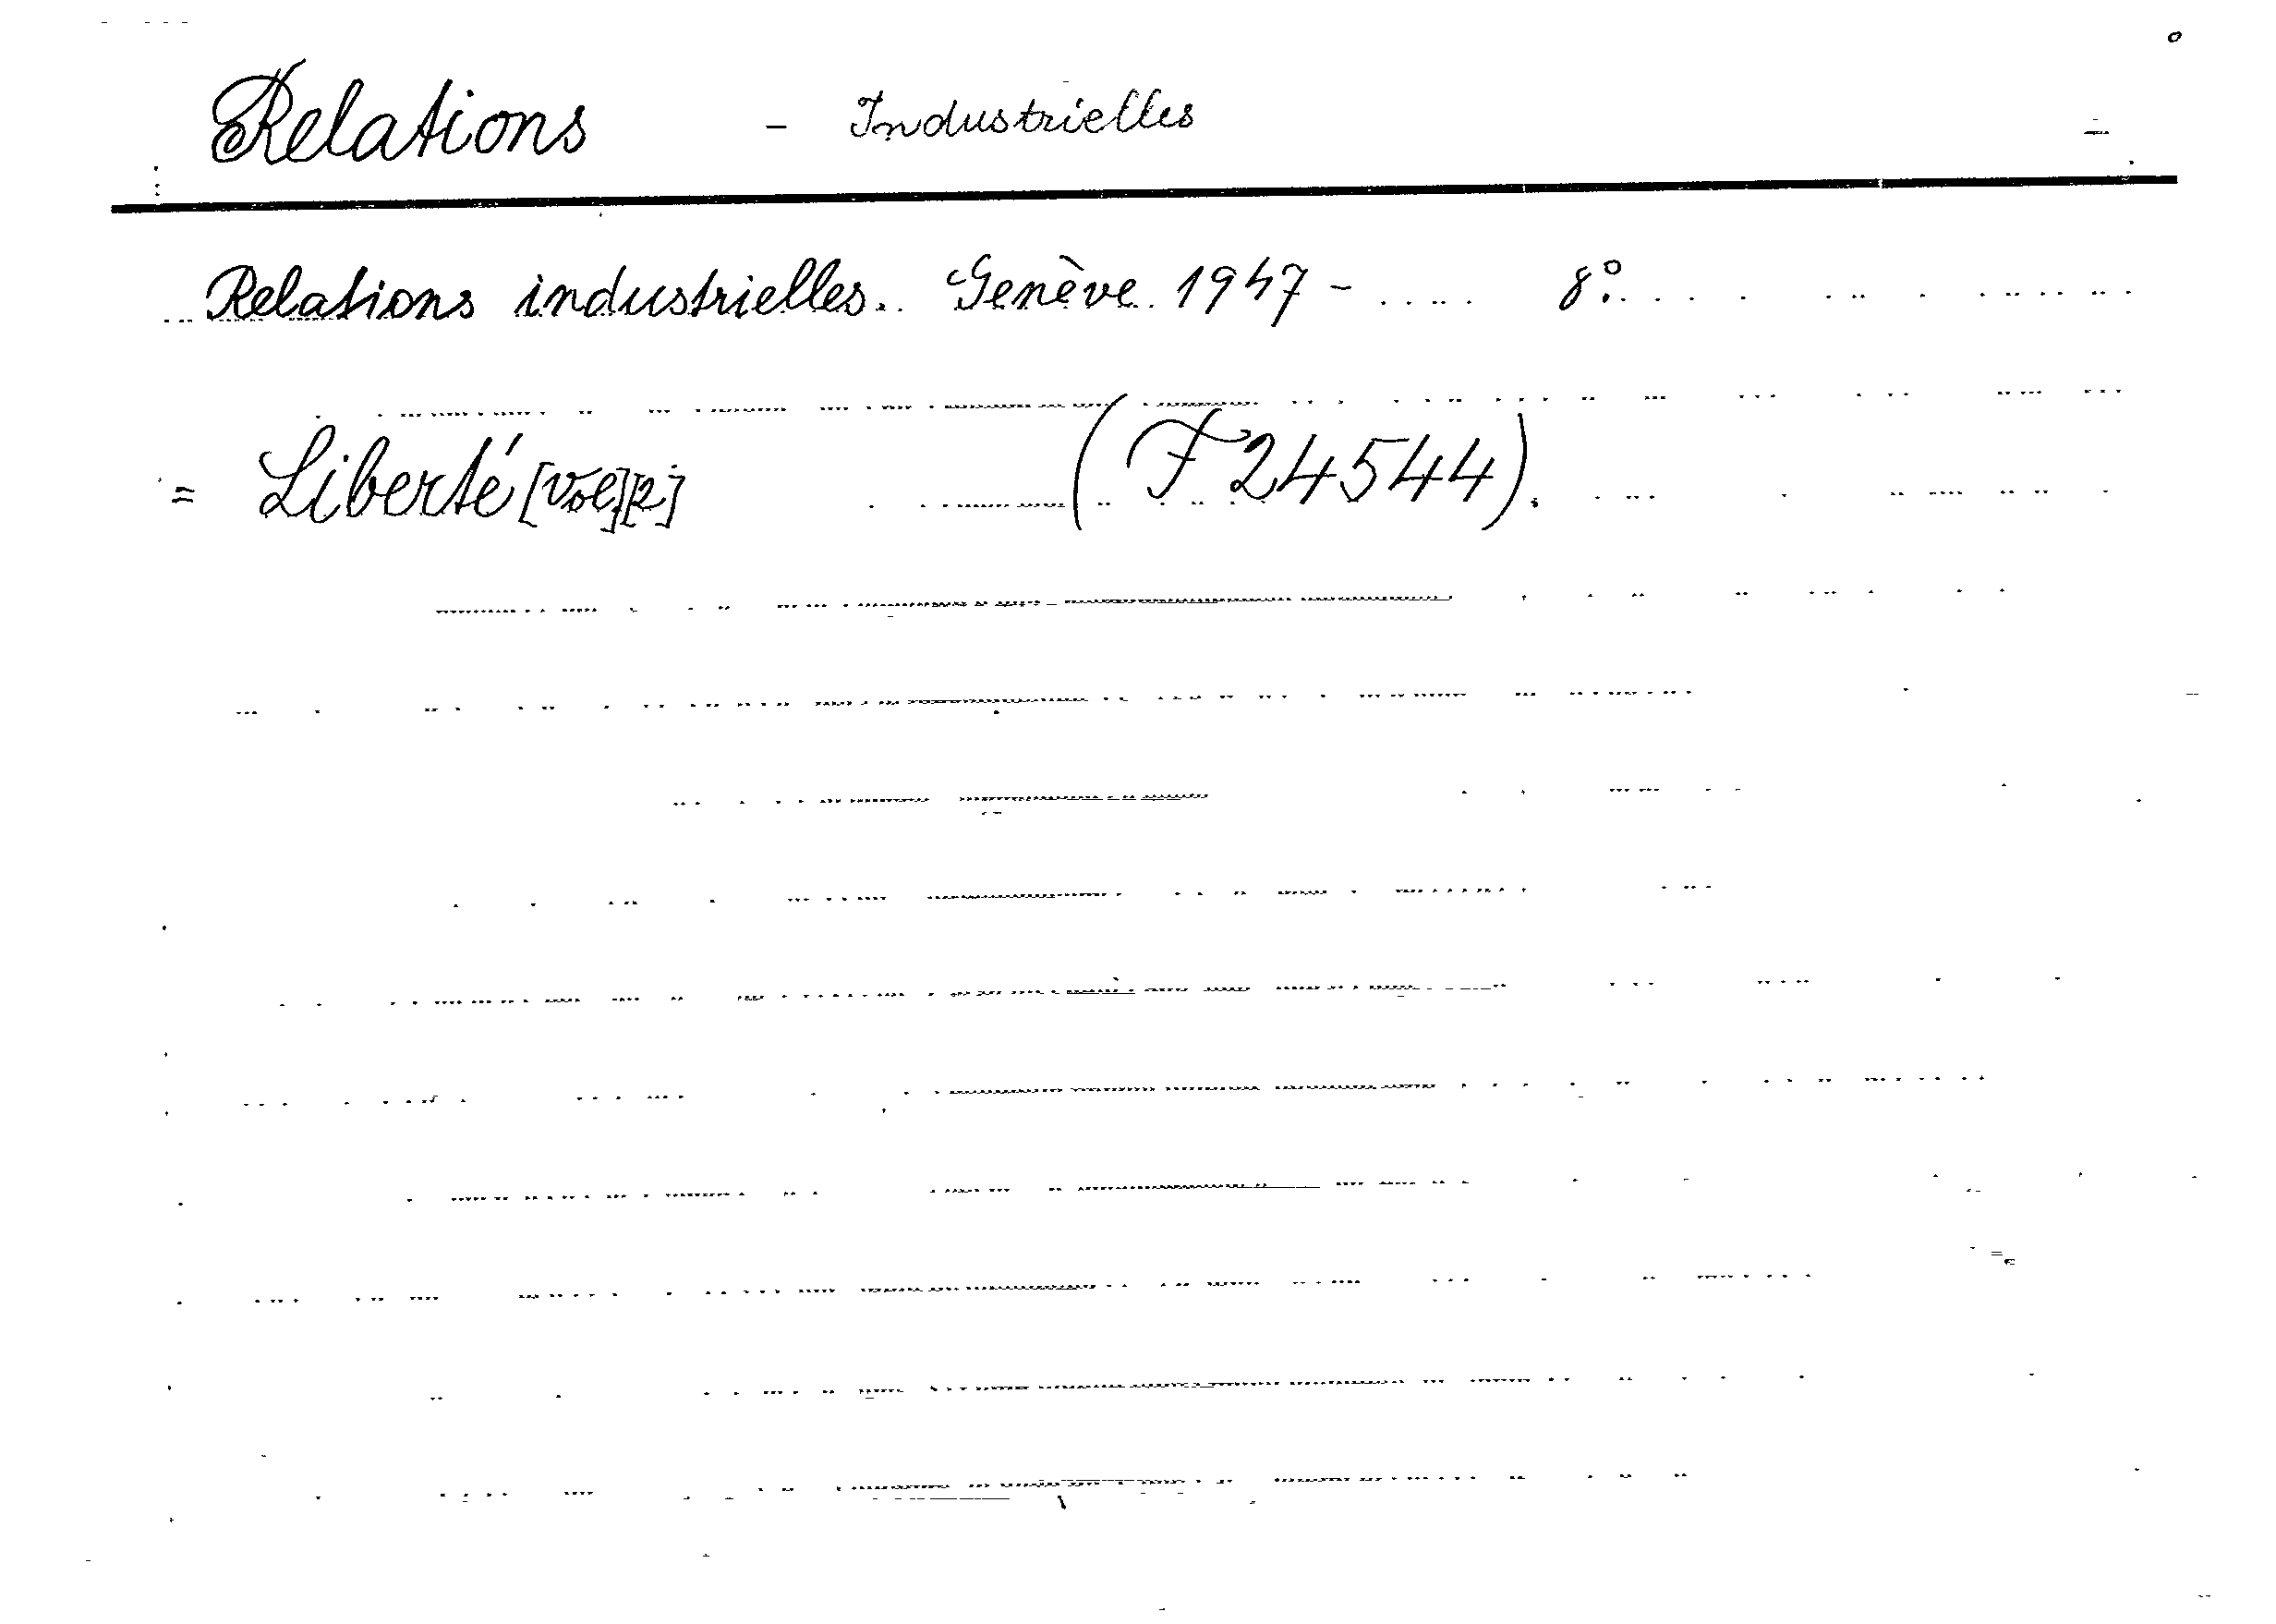 Relations - Industrielles
Relations industrielles. Genève 1947 - 8°.
= Liberté (F 24544).